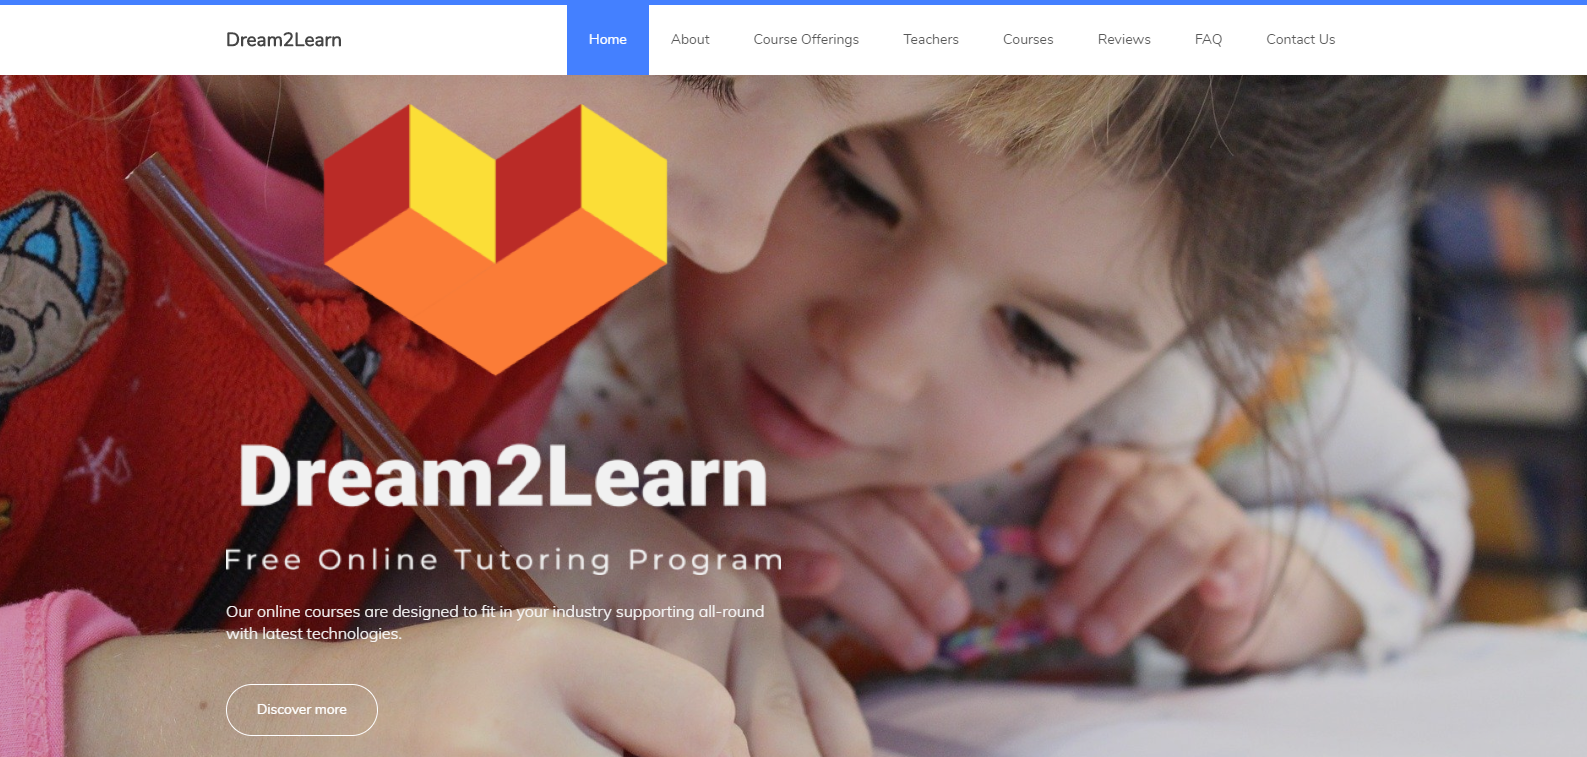 Dream2Learn
Home About Course Offerings Teachers Courses Reviews FAQ Contact Us
Dream2Learn
Free Online Tutoring Program
Our online courses are designed to fit in your industry supporting all-round
with latest technologies.
Discover more